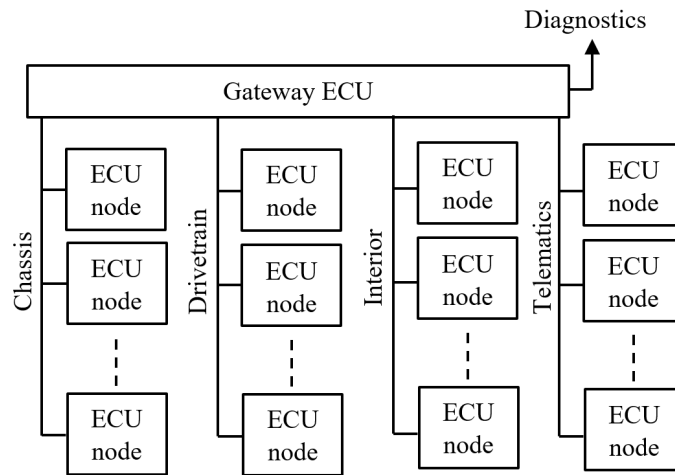 Diagnostics
Gateway ECU
Chassis
ECU
node
ECU
node
ECU
node
Drivetrain
ECU
node
ECU
node
ECU
node
Interior
ECU
node
ECU
node
ECU
node
Telematics
ECU
node
ECU
node
ECU
node